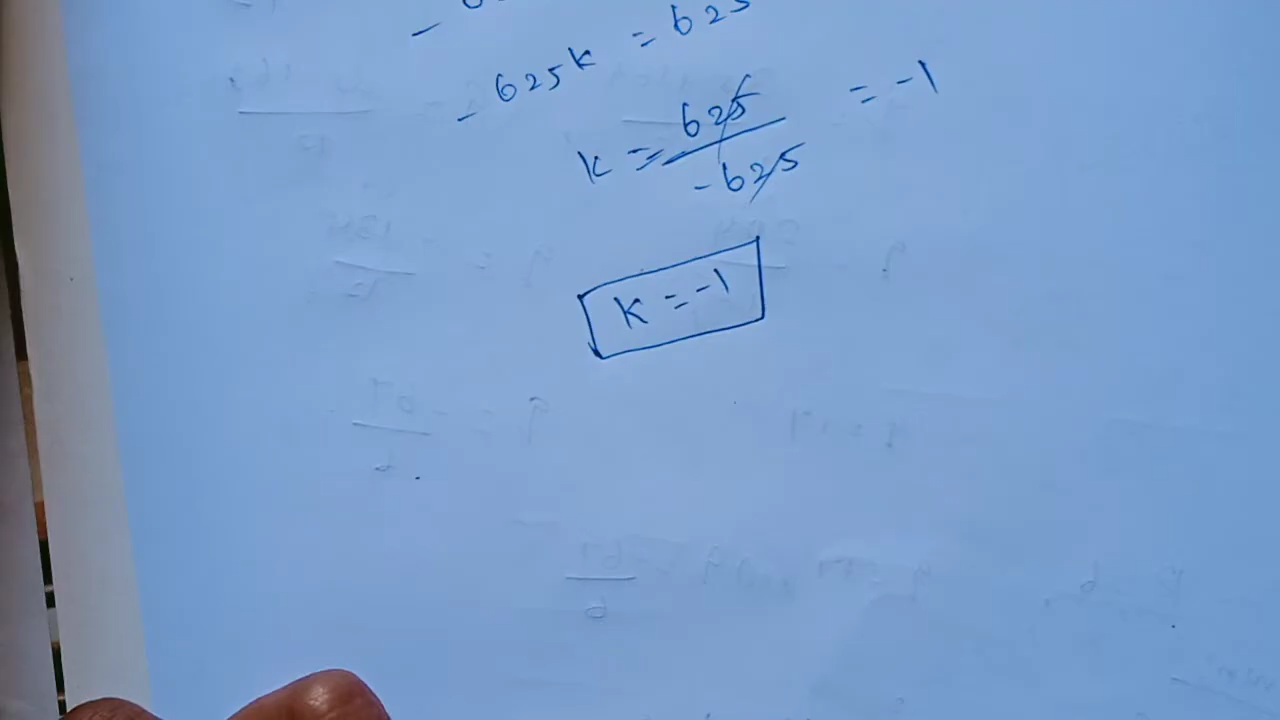 - 625k = 625
k = 625 / -625 = -1
k = -1